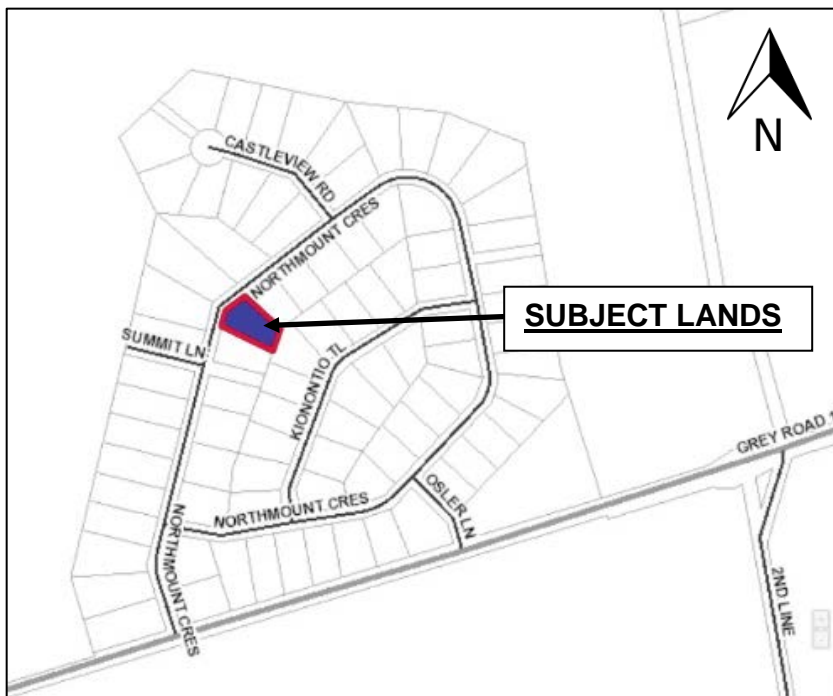 N
CASTLEVIEW RD
NORTHMOUNT CRES
SUBJECT LANDS
SUMMIT LN
KIONONTIO TL
GREY ROAD 1
OSLER LN
NORTHMOUNT CRES
NORTHMOUNT CRES
2ND LINE